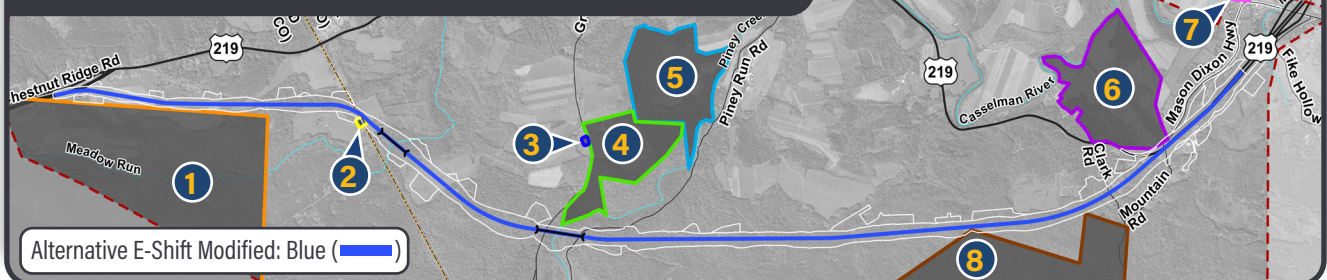 219
Chestnut Ridge Rd
Meadow Run
1
2
3
4
5
Piney Creek
Piney Run Rd
219
Casselman River
6
Clark Rd
Mason Dixon Hwy
7
219
Fike Hollow
Mountain Rd
8
Alternative E-Shift Modified: Blue ( )